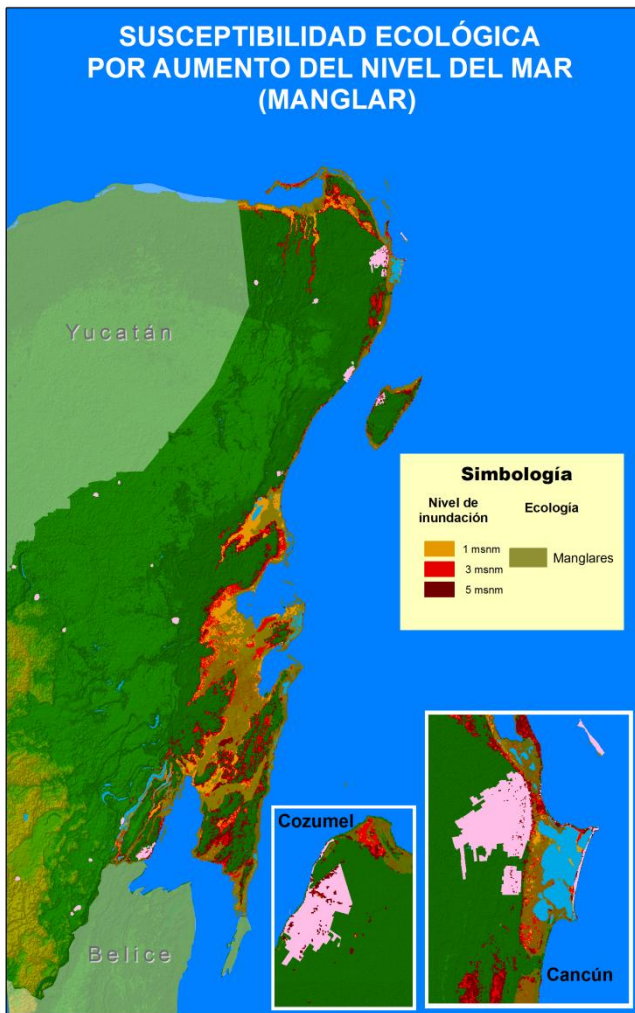 SUSCEPTIBILIDAD ECOLÓGICA
POR AUMENTO DEL NIVEL DEL MAR
(MANGLAR)
Yucatán
Simbología
Nivel de
inundación
Ecología
1 msnm
3 msnm
5 msnm
Manglares
Cozumel
Cancún
Belice